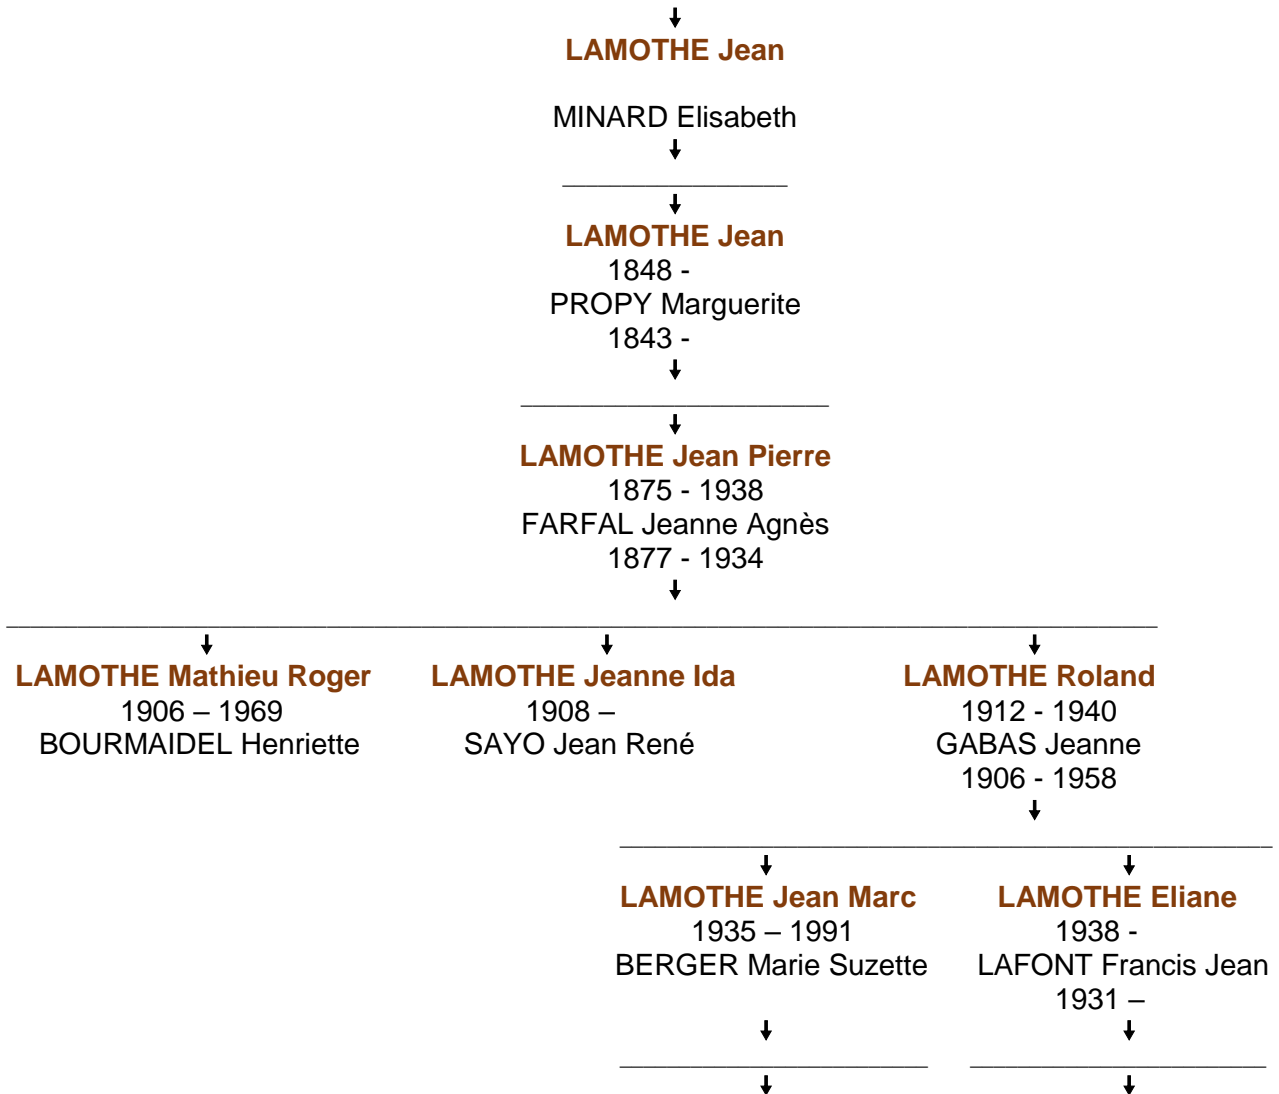 LAMOTHE Jean
MINARD Elisabeth
LAMOTHE Jean
1848 -
PROPY Marguerite
1843 -
LAMOTHE Jean Pierre
1875 - 1938
FARFAL Jeanne Agnès
1877 - 1934
LAMOTHE Mathieu Roger
1906 – 1969
BOURMAIDEL Henriette
LAMOTHE Jeanne Ida
1908 –
SAYO Jean René
LAMOTHE Roland
1912 - 1940
GABAS Jeanne
1906 - 1958
LAMOTHE Jean Marc
1935 – 1991
BERGER Marie Suzette
LAMOTHE Eliane
1938 -
LAFONT Francis Jean
1931 –